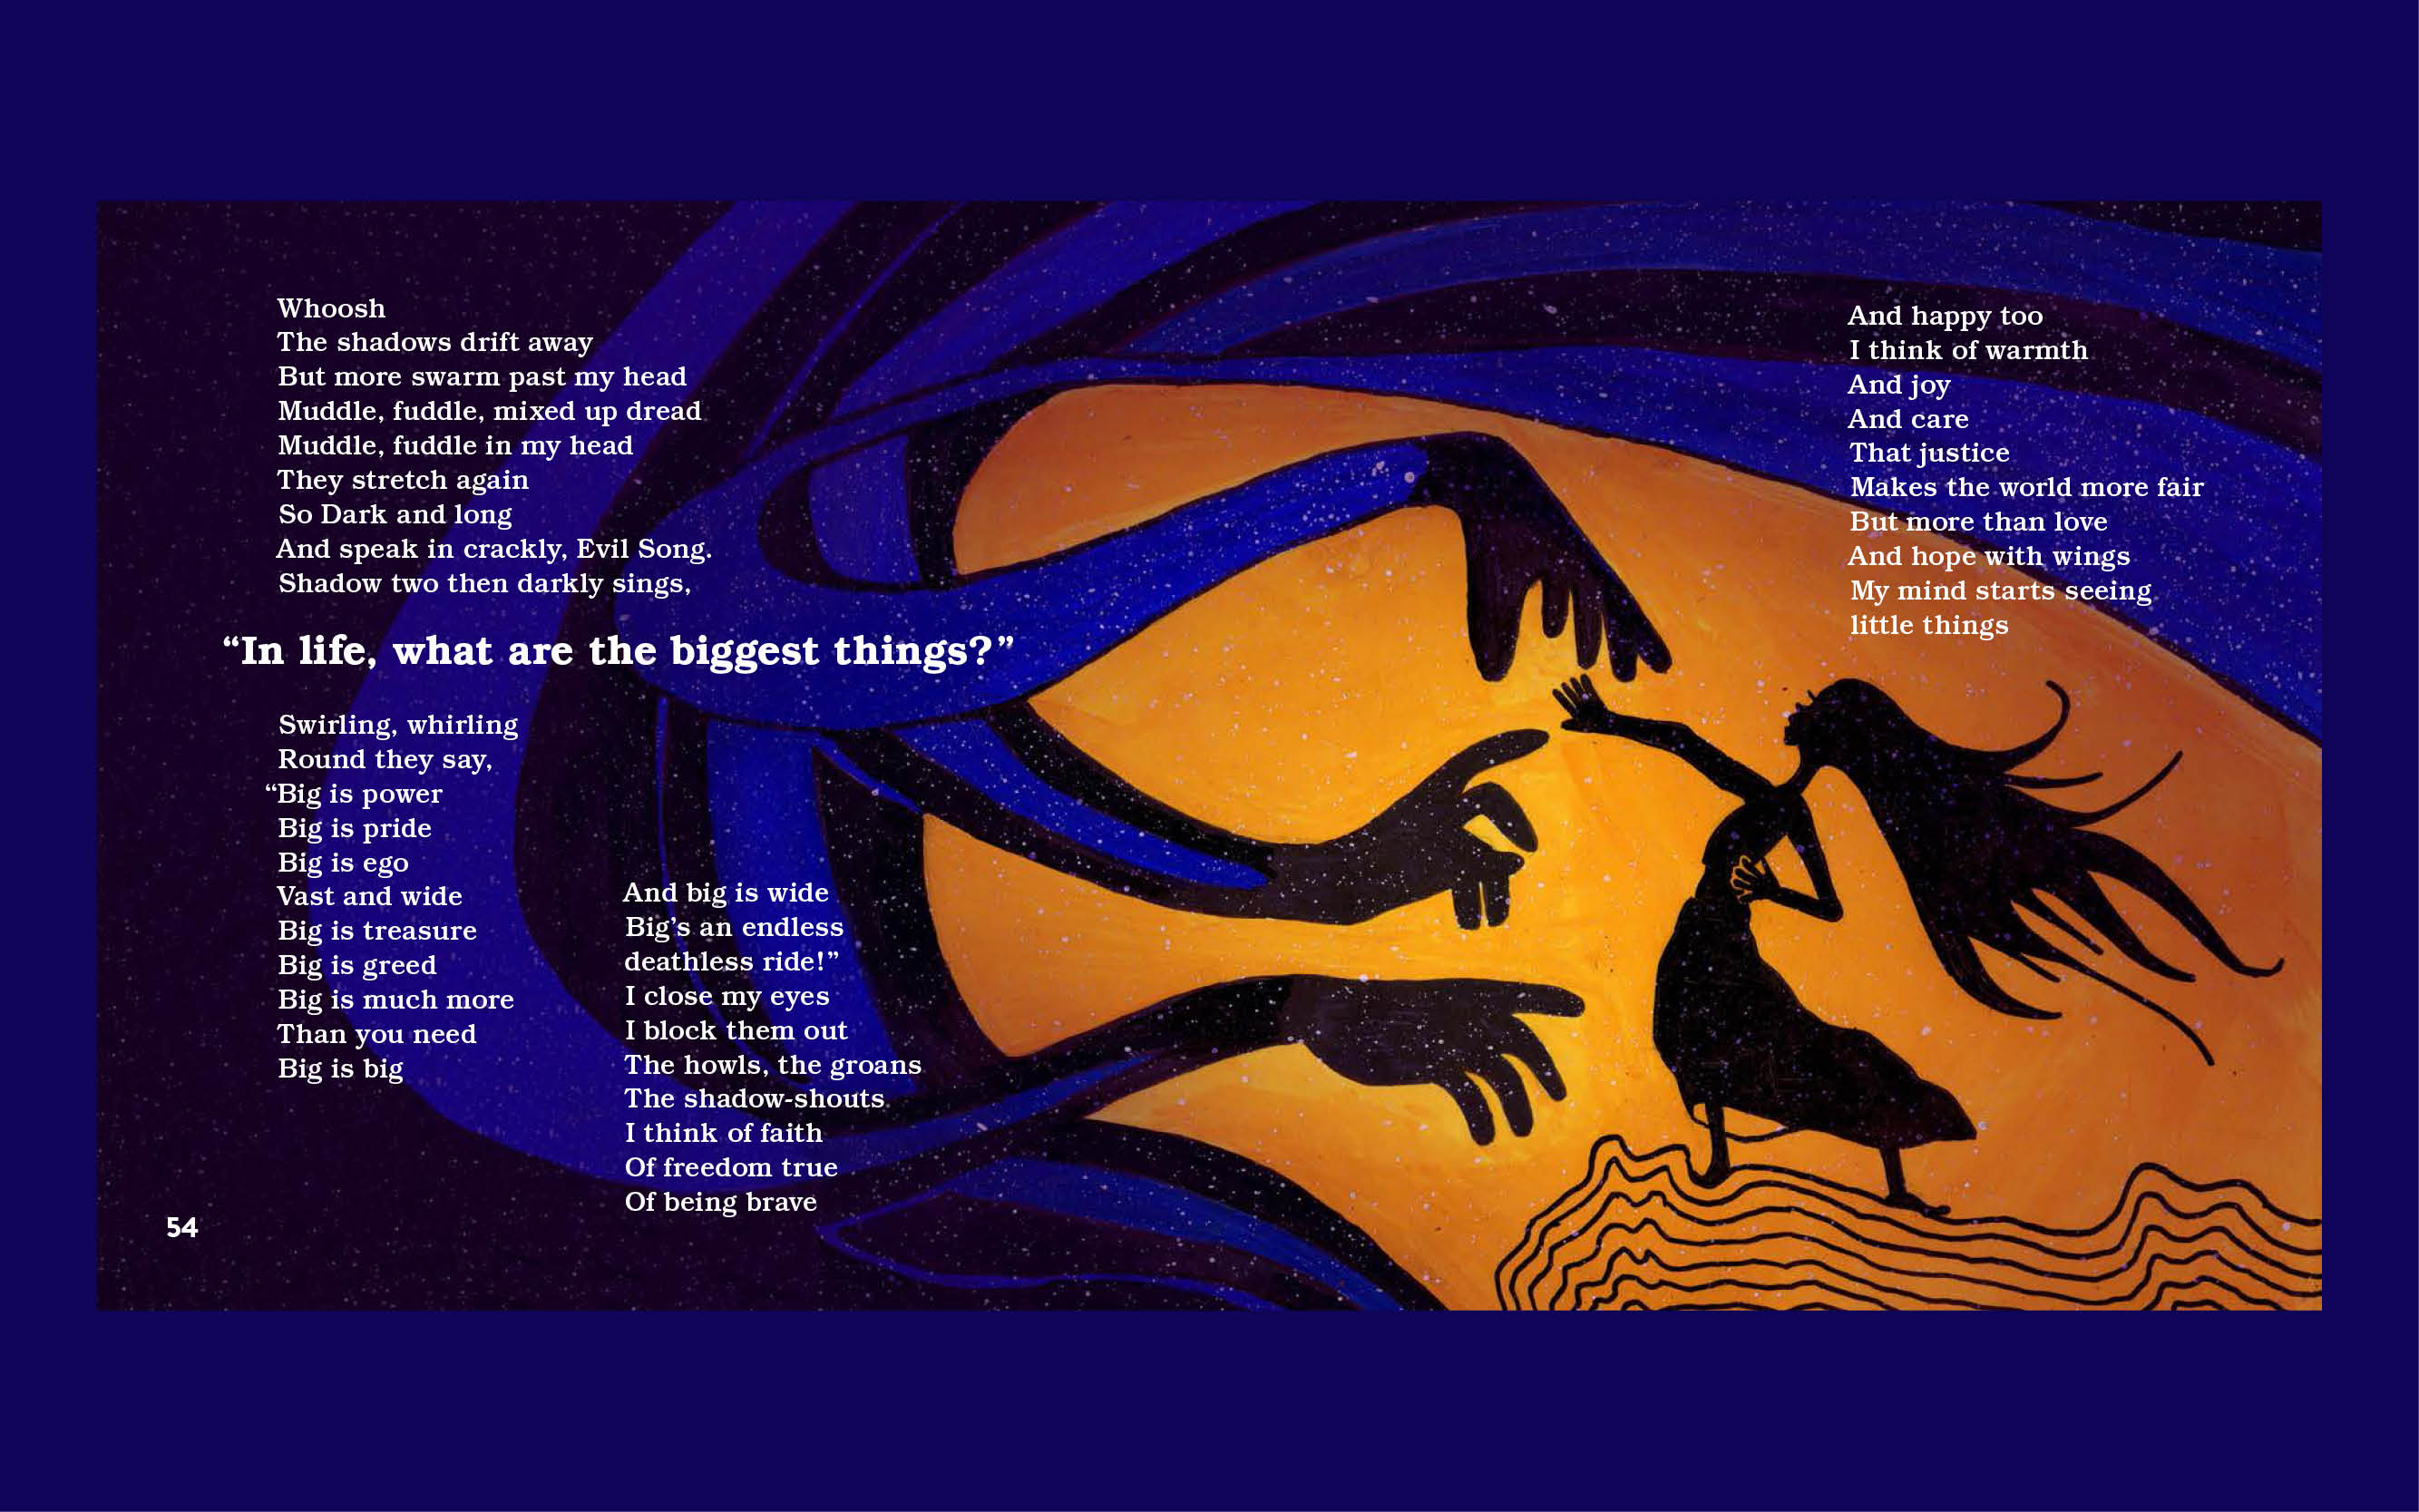 Whoosh
The shadows drift away
But more swarm past my head
Muddle, fuddle, mixed up dread
Muddle, fuddle in my head
They stretch again
So Dark and long
And speak in crackly, Evil Song.
Shadow two then darkly sings,
“In life, what are the biggest things?”
Swirling, whirling
Round they say,
“Big is power
Big is pride
Big is ego
Vast and wide
Big is treasure
Big is greed
Big is much more
Than you need
Big is big
And big is wide
Big’s an endless
deathless ride!”
I close my eyes
I block them out
The howls, the groans
The shadow-shouts
I think of faith
Of freedom true
Of being brave
And happy too
I think of warmth
And joy
And care
That justice
Makes the world more fair
But more than love
And hope with wings
My mind starts seeing
little things
54